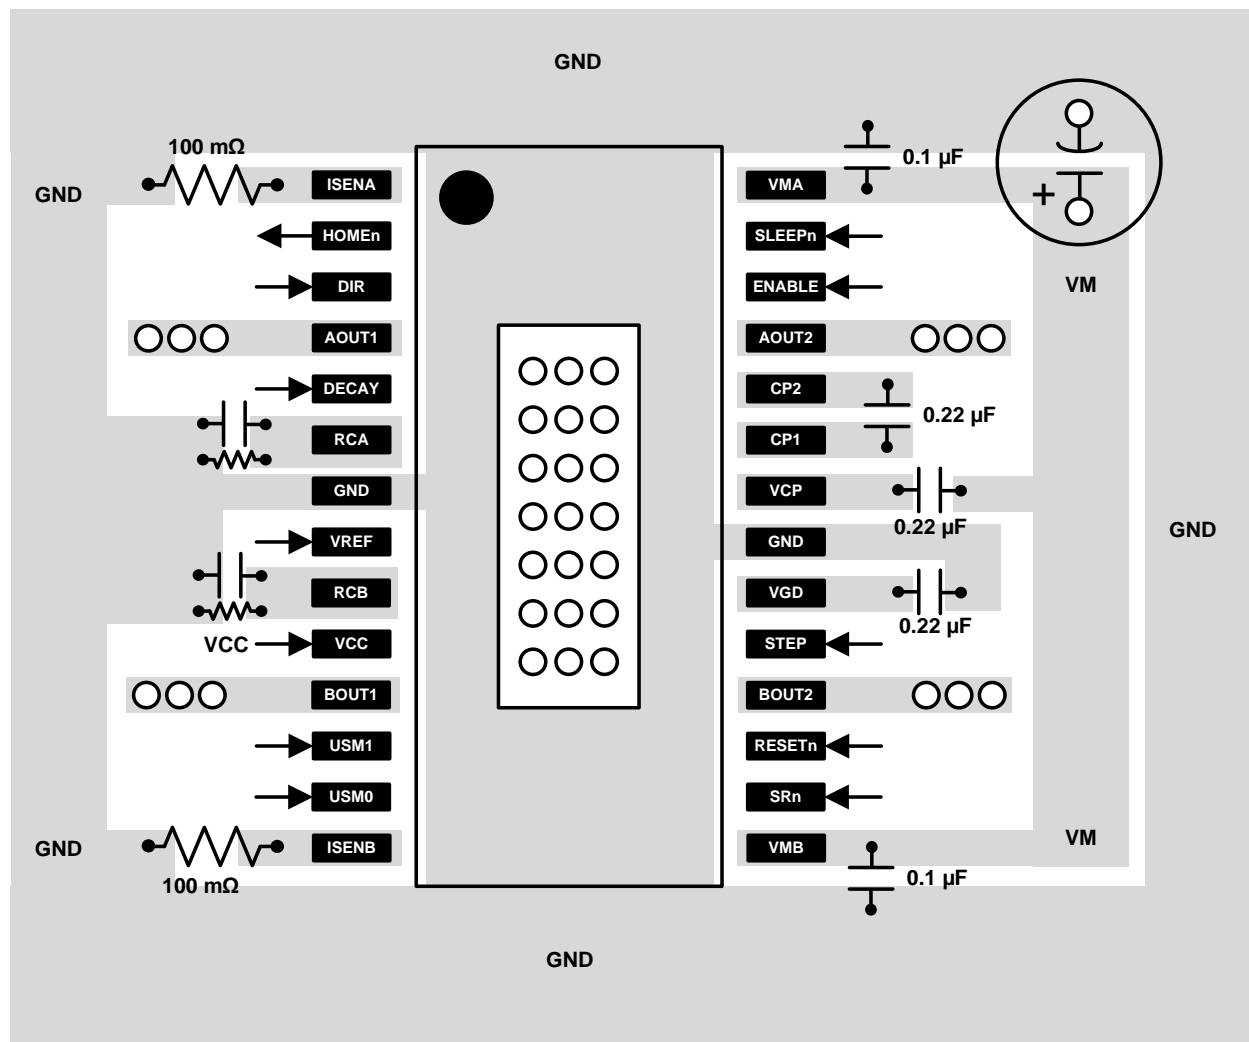 GND
100 mΩ
0.1 µF
GND
ISENA
VMA
+
HOMEn
SLEEPn
DIR
ENABLE
VM
AOUT1
AOUT2
DECAY
CP2
0.22 µF
RCA
CP1
GND
VCP
0.22 µF
GND
VREF
GND
RCB
VGD
0.22 µF
VCC
VCC
STEP
BOUT1
BOUT2
USM1
RESETn
USM0
SRn
VM
GND
ISENB
VMB
100 mΩ
0.1 µF
GND